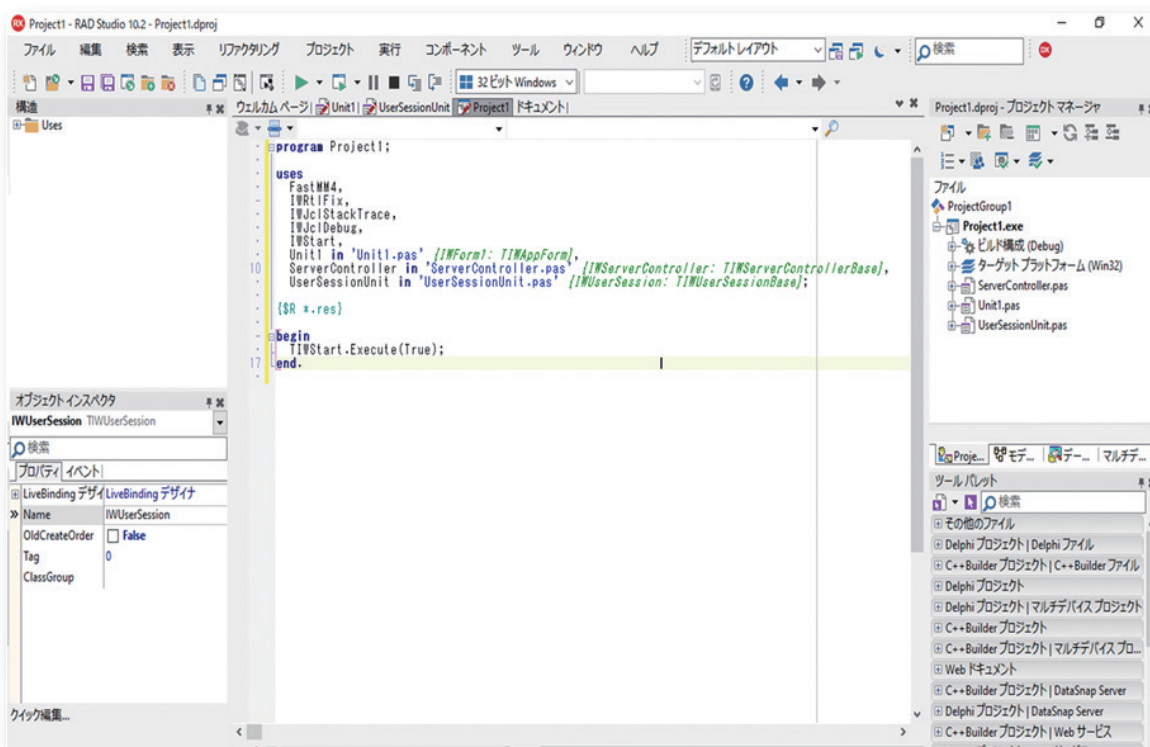 Project1 - RAD Studio 10.2 - Project1.dproj
ファイル 編集 検索 表示 リファクタリング プロジェクト 実行 コンポーネント ツール ウィンドウ ヘルプ デフォルト レイアウト 検索
32 ビット Windows
構造
Uses
ウェルカム ページ Unit1 UserSessionUnit Project1 ドキュメント
program Project1;
uses
FastMM4,
IWRtlFix,
IWJclStackTrace,
IWJclDebug,
IWStart,
Unit1 in 'Unit1.pas' {IWForm1: TIWAppForm},
10 ServerController in 'ServerController.pas' {IWServerController: TIWServerControllerBase},
UserSessionUnit in 'UserSessionUnit.pas' {IWUserSession: TIWUserSessionBase};
{$R *.res}
begin
TIWStart.Execute(True);
17 end.
オブジェクト インスペクタ
IWUserSession TIWUserSession
検索
プロパティ イベント
LiveBinding デザイ LiveBinding デザイナ
Name IWUserSession
OldCreateOrder False
Tag 0
ClassGroup
クイック編集...
Project1.dproj - プロジェクト マネージャ
ファイル
ProjectGroup1
Project1.exe
ビルド構成 (Debug)
ターゲット プラットフォーム (Win32)
ServerController.pas
Unit1.pas
UserSessionUnit.pas
Proje... モデ... デー... マルチデ...
ツール パレット
検索
その他のファイル
Delphi プロジェクト | Delphi ファイル
C++Builder プロジェクト | C++Builder ファイル
Delphi プロジェクト
Delphi プロジェクト | マルチデバイス プロジェクト
C++Builder プロジェクト
C++Builder プロジェクト | マルチデバイス プロ...
Web ドキュメント
C++Builder プロジェクト | DataSnap Server
Delphi プロジェクト | DataSnap Server
C++Builder プロジェクト | Web サービス